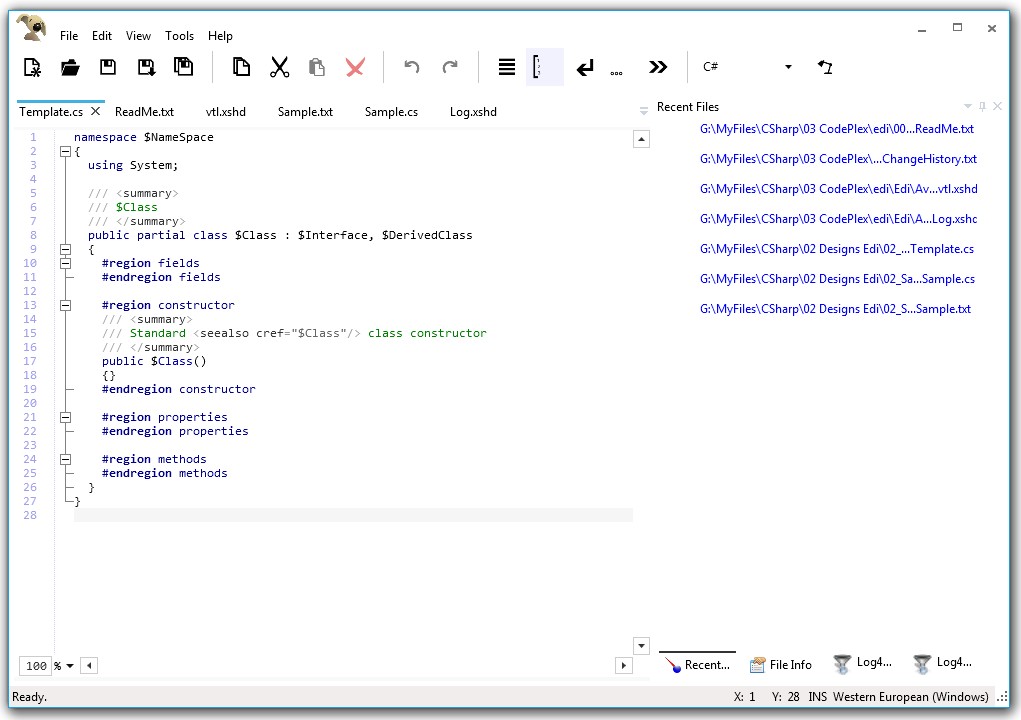 File Edit View Tools Help
C#
Template.cs ReadMe.txt vtl.xshd Sample.txt Sample.cs Log.xshd
1 namespace $NameSpace
2 {
3 using System;
4
5 /// <summary>
6 /// $Class
7 /// </summary>
8 public partial class $Class : $Interface, $DerivedClass
9 {
10 #region fields
11 #endregion fields
12
13 #region constructor
14 /// <summary>
15 /// Standard <seealso cref="$Class"/> class constructor
16 /// </summary>
17 public $Class()
18 {}
19 #endregion constructor
20
21 #region properties
22 #endregion properties
23
24 #region methods
25 #endregion methods
26 }
27 }
28
100 %
Recent Files
G:\MyFiles\CSharp\03 CodePlex\edi\00...ReadMe.txt
G:\MyFiles\CSharp\03 CodePlex\...ChangeHistory.txt
G:\MyFiles\CSharp\03 CodePlex\edi\Edi\Av...vtl.xshd
G:\MyFiles\CSharp\03 CodePlex\edi\Edi\A...Log.xshd
G:\MyFiles\CSharp\02 Designs Edi\02_...Template.cs
G:\MyFiles\CSharp\02 Designs Edi\02_Sa...Sample.cs
G:\MyFiles\CSharp\02 Designs Edi\02_S...Sample.txt
Recent... File Info Log4... Log4...
Ready. X: 1 Y: 28 INS Western European (Windows)